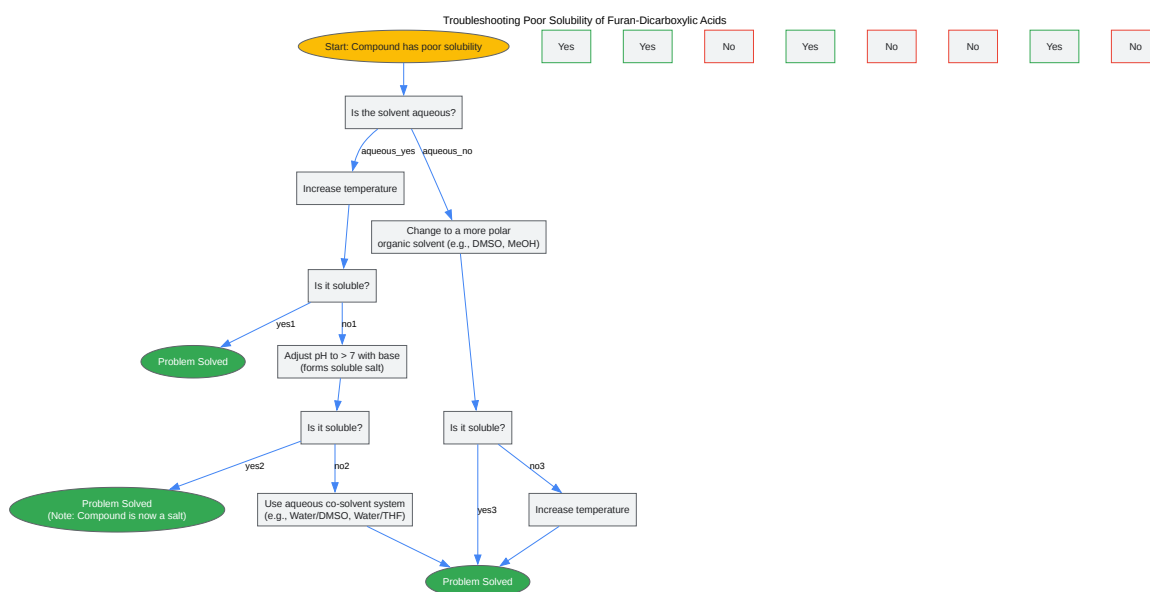 Troubleshooting Poor Solubility of Furan-Dicarboxylic Acids
Start: Compound has poor solubility
Yes
Yes
No
Yes
No
No
Yes
No
Is the solvent aqueous?
aqueous_yes
aqueous_no
Increase temperature
Change to a more polar
organic solvent (e.g., DMSO, MeOH)
Is it soluble?
yes1
no1
Problem Solved
Adjust pH to > 7 with base
(forms soluble salt)
Is it soluble?
Is it soluble?
yes2
no2
no3
Problem Solved
(Note: Compound is now a salt)
Use aqueous co-solvent system
(e.g., Water/DMSO, Water/THF)
yes3
Increase temperature
Problem Solved